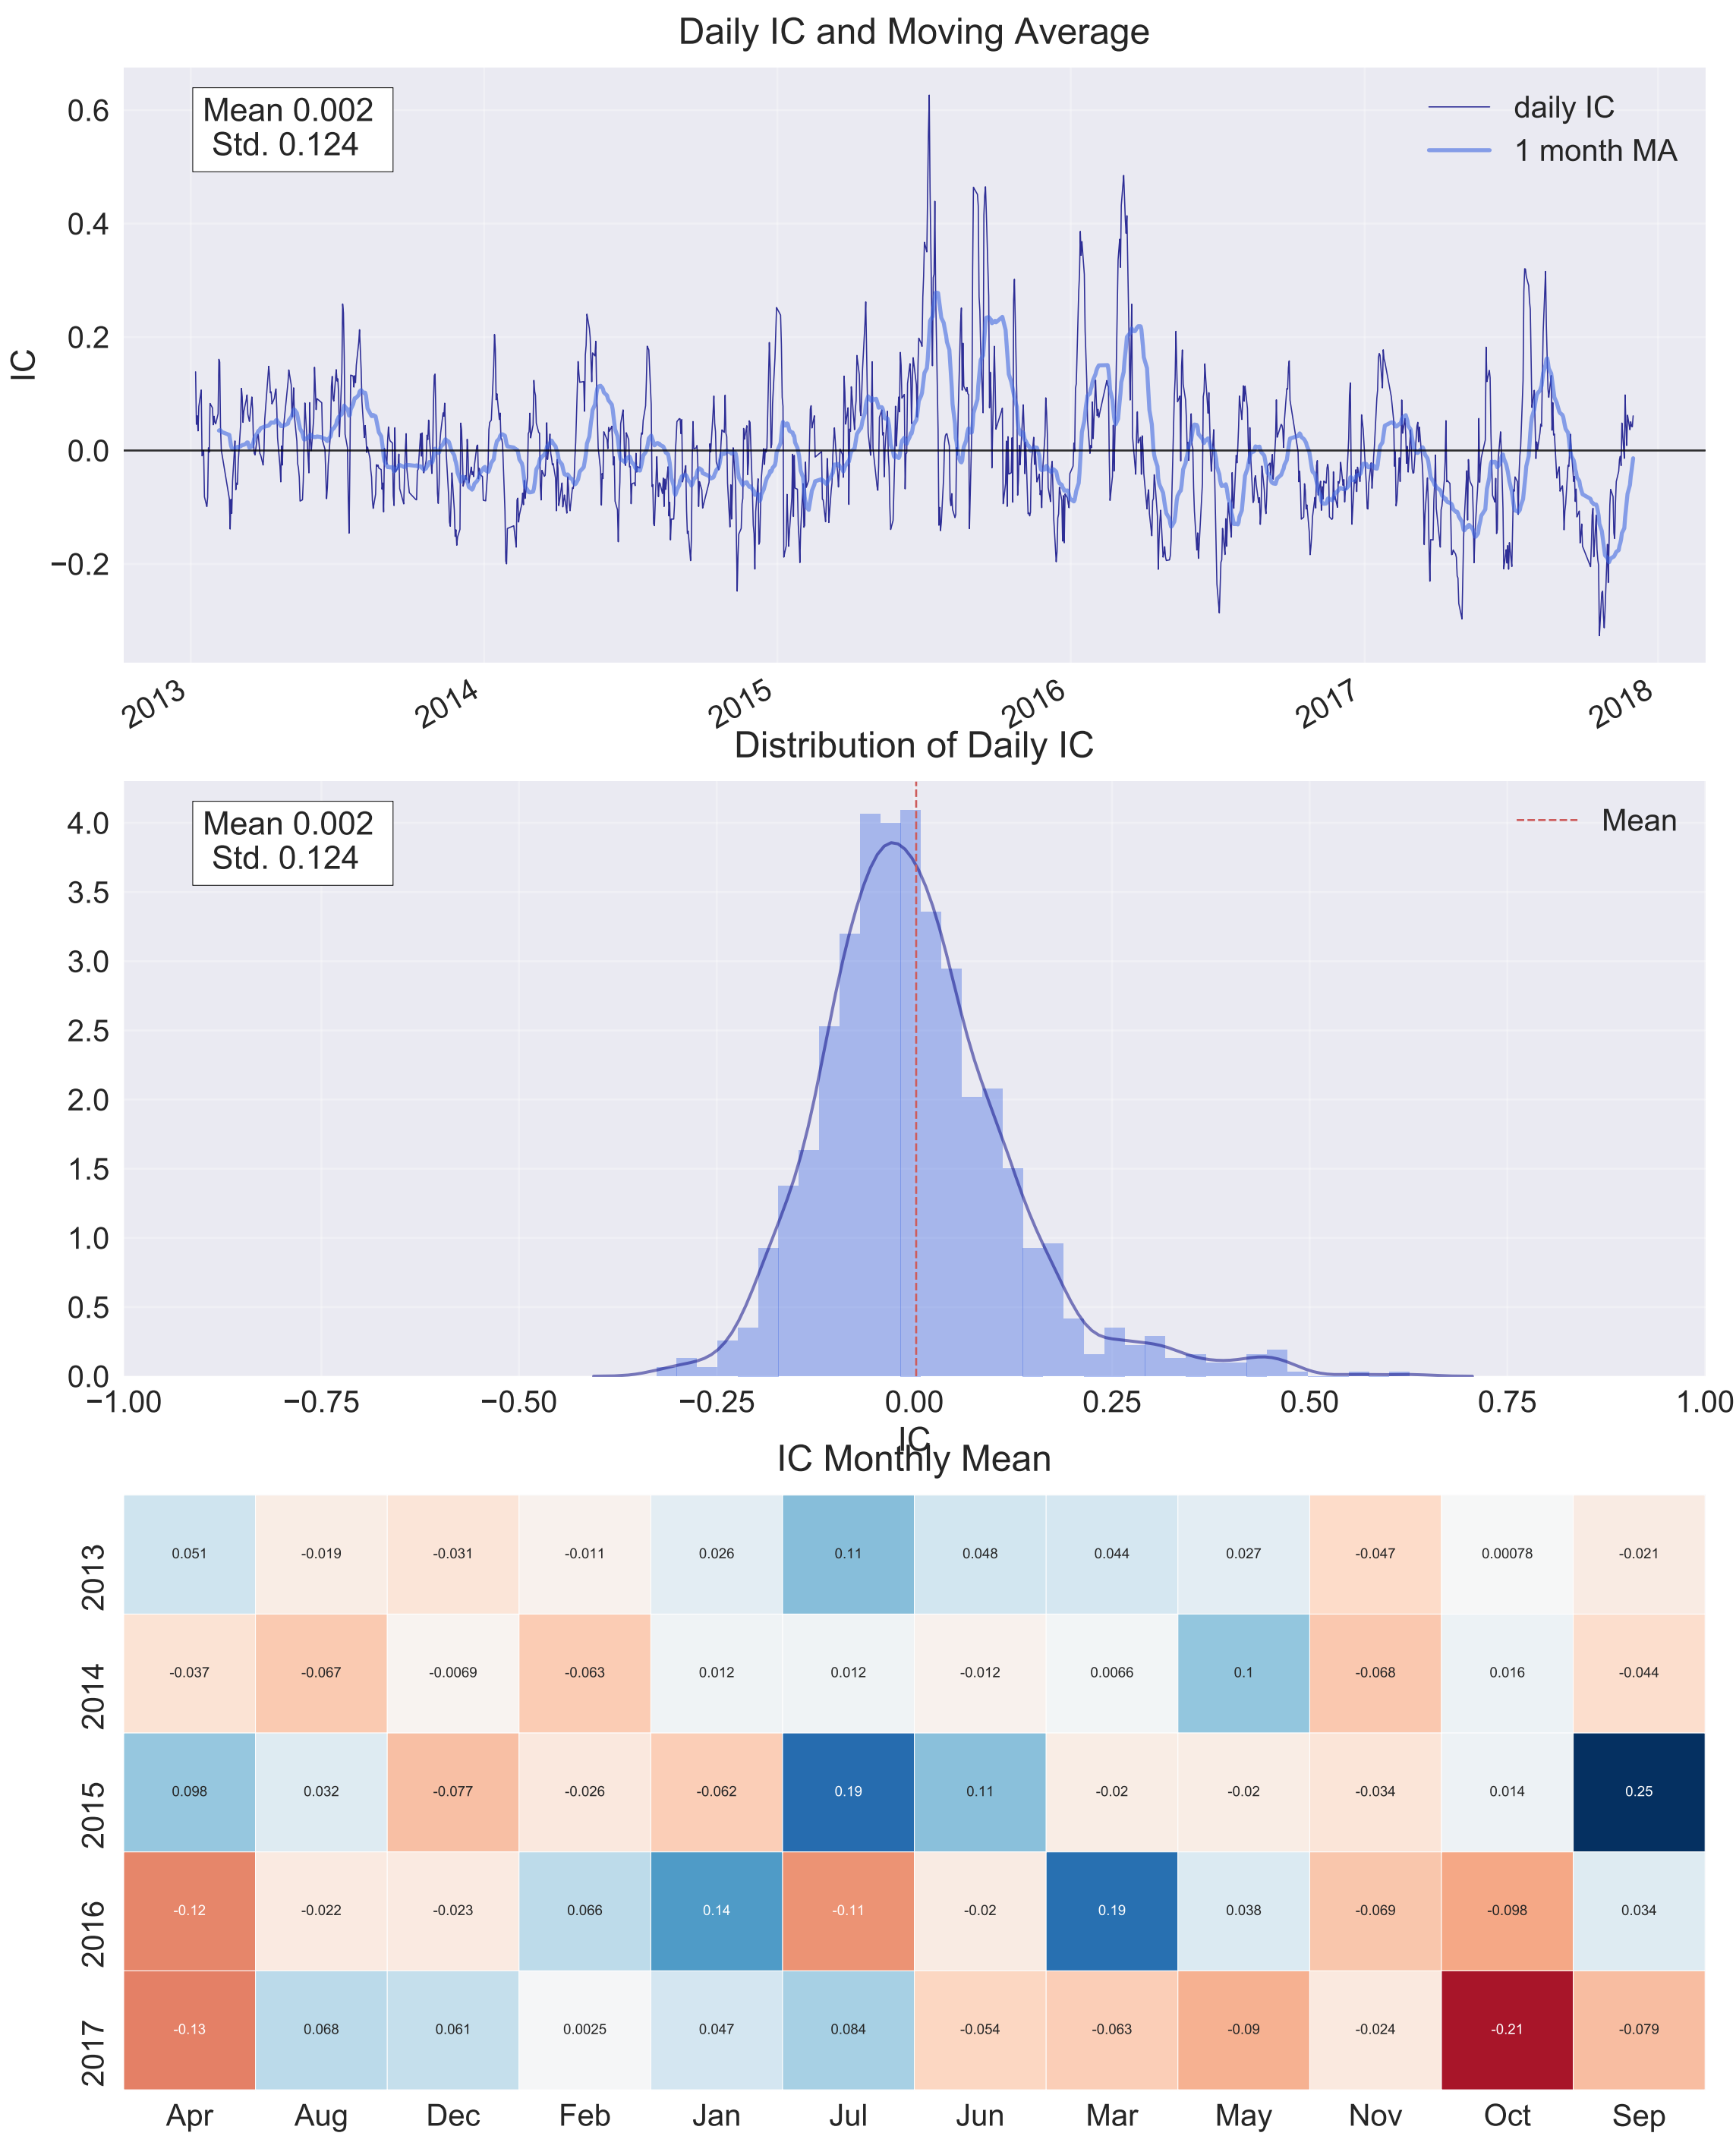 Daily IC and Moving Average
Mean 0.002
Std. 0.124
daily IC
1 month MA
IC
0.6
0.4
0.2
0.0
−0.2
2013 2014 2015 2016 2017 2018
Distribution of Daily IC
Mean 0.002
Std. 0.124
Mean
4.0
3.5
3.0
2.5
2.0
1.5
1.0
0.5
0.0
−1.00 −0.75 −0.50 −0.25 0.00 0.25 0.50 0.75 1.00
IC
IC Monthly Mean
2013 0.051 -0.019 -0.031 -0.011 0.026 0.11 0.048 0.044 0.027 -0.047 0.00078 -0.021
2014 -0.037 -0.067 -0.0069 -0.063 0.012 0.012 -0.012 0.0066 0.1 -0.068 0.016 -0.044
2015 0.098 0.032 -0.077 -0.026 -0.062 0.19 0.11 -0.02 -0.02 -0.034 0.014 0.25
2016 -0.12 -0.022 -0.023 0.066 0.14 -0.11 -0.02 0.19 0.038 -0.069 -0.098 0.034
2017 -0.13 0.068 0.061 0.0025 0.047 0.084 -0.054 -0.063 -0.09 -0.024 -0.21 -0.079
Apr Aug Dec Feb Jan Jul Jun Mar May Nov Oct Sep